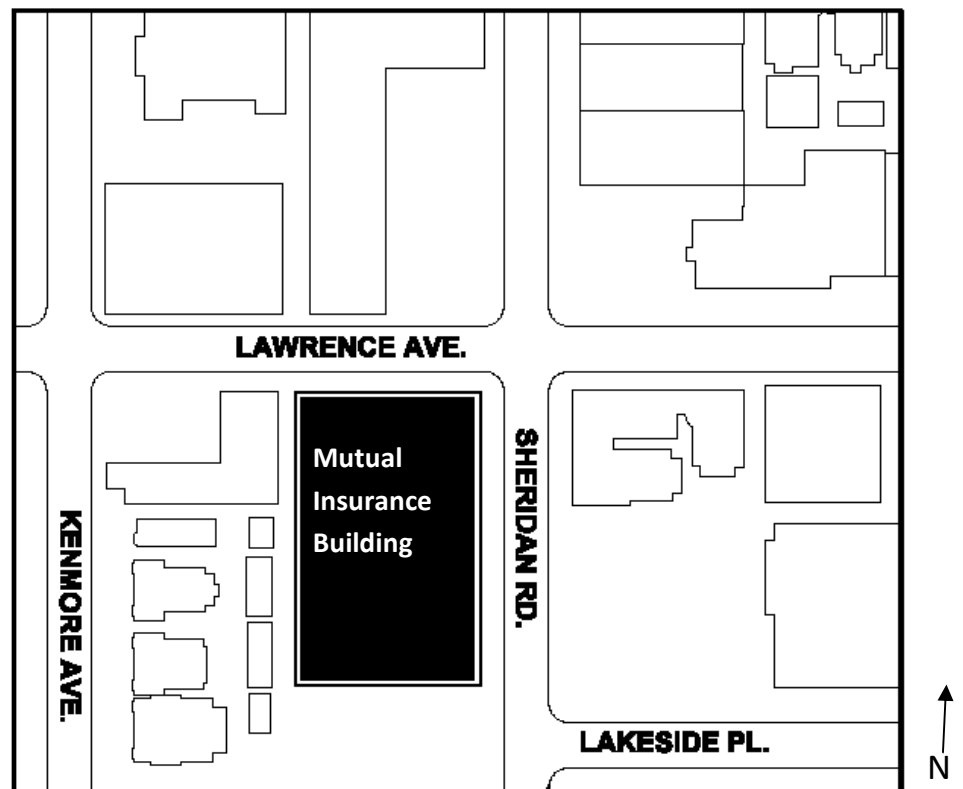 LAWRENCE AVE.
Mutual
Insurance
Building
SHERIDAN RD.
KENMORE AVE.
LAKESIDE PL.
N